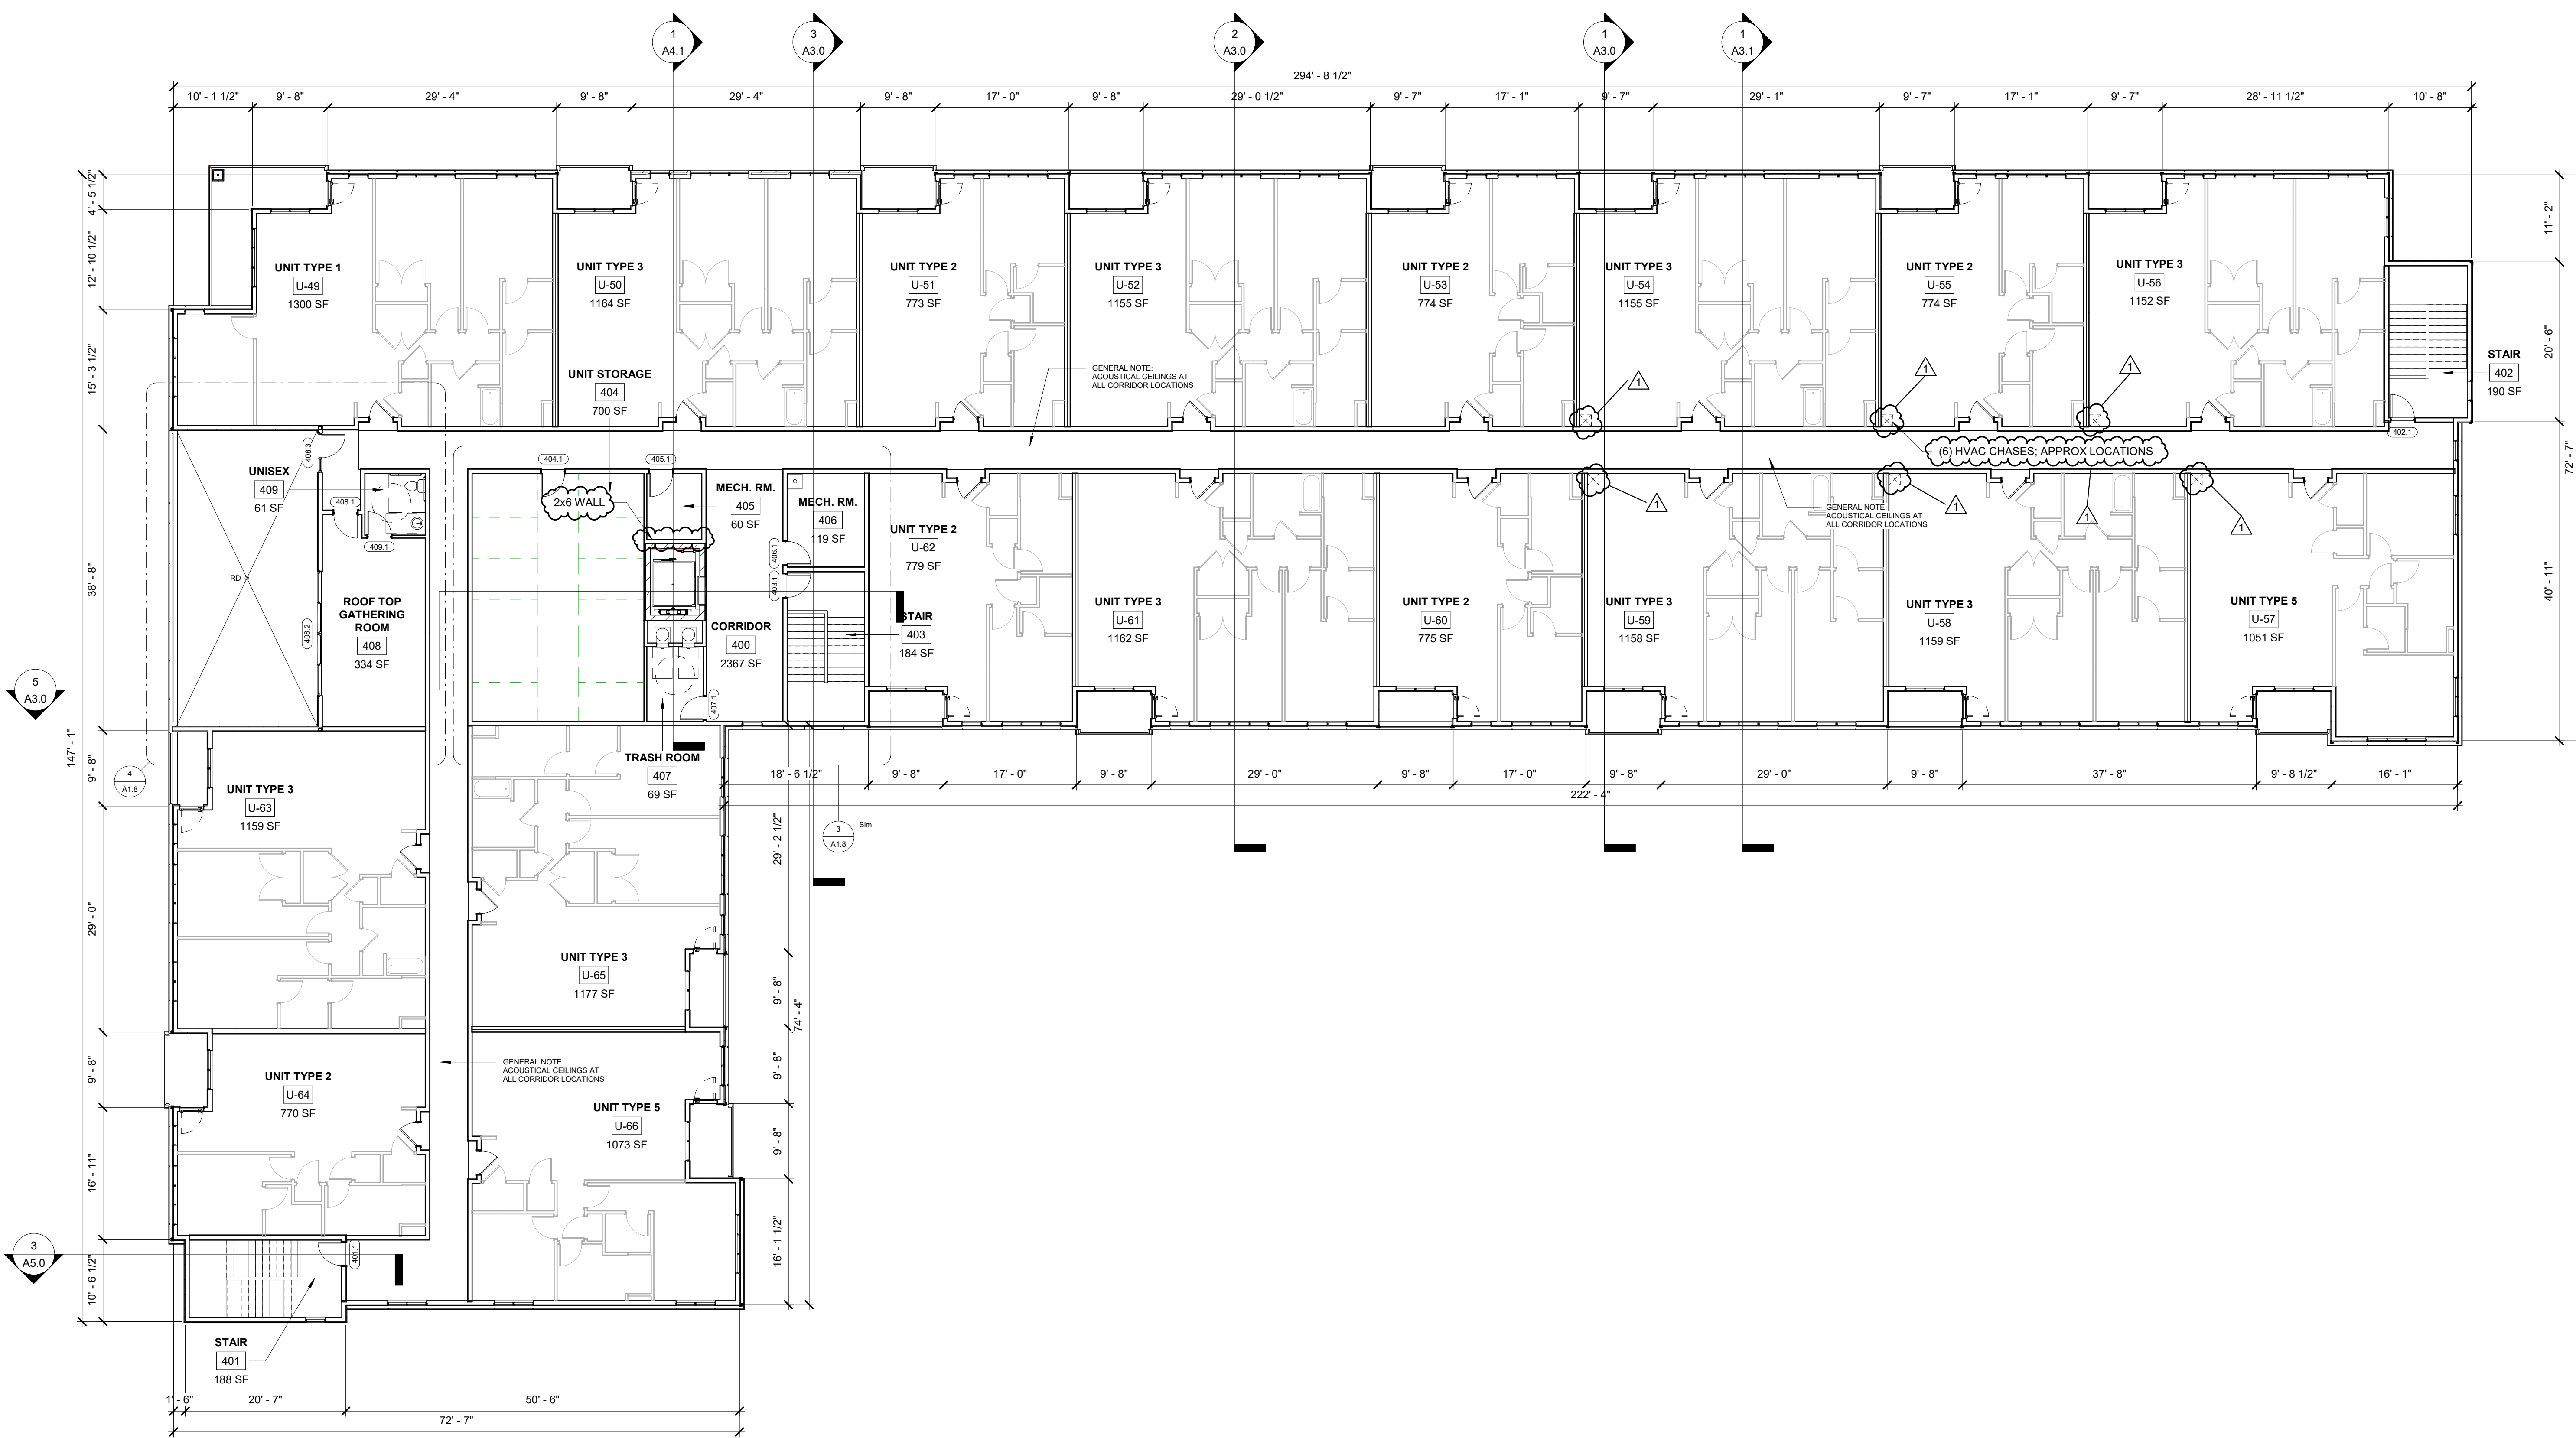 1
A4.1
3
A3.0
2
A3.0
1
A3.0
1
A3.1
294' - 8 1/2"
10' - 1 1/2"
9' - 8"
29' - 4"
9' - 8"
29' - 4"
9' - 8"
17' - 0"
9' - 8"
29' - 0 1/2"
9' - 7"
17' - 1"
9' - 7"
29' - 1"
9' - 7"
17' - 1"
9' - 7"
28' - 11 1/2"
10' - 8"
4' - 5 1/2"
12' - 10 1/2"
15' - 3 1/2"
38' - 8"
147' - 1"
9' - 8"
29' - 0"
9' - 8"
16' - 11"
10' - 6 1/2"
11' - 2"
20' - 6"
72' - 7"
40' - 11"
UNIT TYPE 1
U-49
1300 SF
UNIT TYPE 3
U-50
1164 SF
UNIT TYPE 2
U-51
773 SF
UNIT TYPE 3
U-52
1155 SF
UNIT TYPE 2
U-53
774 SF
UNIT TYPE 3
U-54
1155 SF
UNIT TYPE 2
U-55
774 SF
UNIT TYPE 3
U-56
1152 SF
STAIR
402
190 SF
402.1
UNIT STORAGE
404
700 SF
GENERAL NOTE:
ACOUSTICAL CEILINGS AT
ALL CORRIDOR LOCATIONS
1
1
1
(6) HVAC CHASES; APPROX LOCATIONS
1
1
1
1
GENERAL NOTE:
ACOUSTICAL CEILINGS AT
ALL CORRIDOR LOCATIONS
408.3
UNISEX
409
61 SF
408.1
409.1
RD
408.2
ROOF TOP
GATHERING
ROOM
408
334 SF
404.1
405.1
2x6 WALL
MECH. RM.
405
60 SF
MECH. RM.
406
119 SF
406.1
403.1
CORRIDOR
400
2367 SF
407.1
STAIR
403
184 SF
UNIT TYPE 2
U-62
779 SF
UNIT TYPE 3
U-61
1162 SF
UNIT TYPE 2
U-60
775 SF
UNIT TYPE 3
U-59
1158 SF
UNIT TYPE 3
U-58
1159 SF
UNIT TYPE 5
U-57
1051 SF
5
A3.0
4
A1.8
3
A1.8
Sim
TRASH ROOM
407
69 SF
18' - 6 1/2"
9' - 8"
17' - 0"
9' - 8"
29' - 0"
9' - 8"
17' - 0"
9' - 8"
29' - 0"
9' - 8"
37' - 8"
9' - 8 1/2"
16' - 1"
222' - 4"
UNIT TYPE 3
U-63
1159 SF
UNIT TYPE 3
U-65
1177 SF
29' - 2 1/2"
9' - 8"
74' - 4"
9' - 8"
9' - 8"
16' - 1 1/2"
GENERAL NOTE:
ACOUSTICAL CEILINGS AT
ALL CORRIDOR LOCATIONS
UNIT TYPE 2
U-64
770 SF
UNIT TYPE 5
U-66
1073 SF
3
A5.0
401.1
STAIR
401
188 SF
1' - 6"
20' - 7"
50' - 6"
72' - 7"